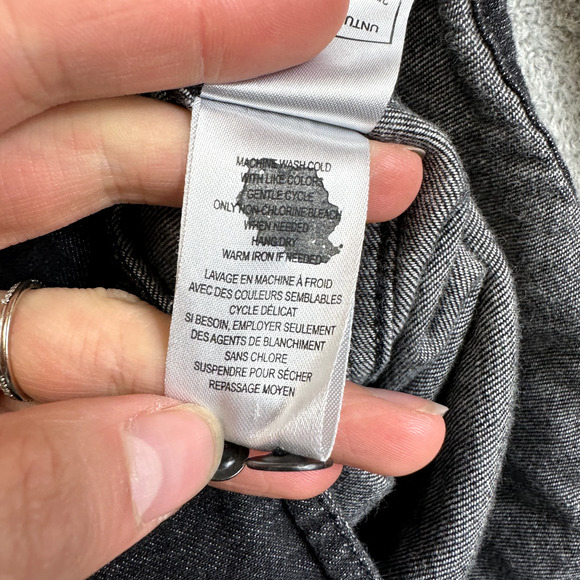 UNTU
MACHINE WASH COLD
WITH LIKE COLORS
GENTLE CYCLE
ONLY NON-CHLORINE BLEACH
WHEN NEEDED
HANG DRY
WARM IRON IF NEEDED
LAVAGE EN MACHINE À FROID
AVEC DES COULEURS SEMBLABLES
CYCLE DÉLICAT
SI BESOIN, EMPLOYER SEULEMENT
DES AGENTS DE BLANCHIMENT
SANS CHLORE
SUSPENDRE POUR SÉCHER
REPASSAGE MOYEN